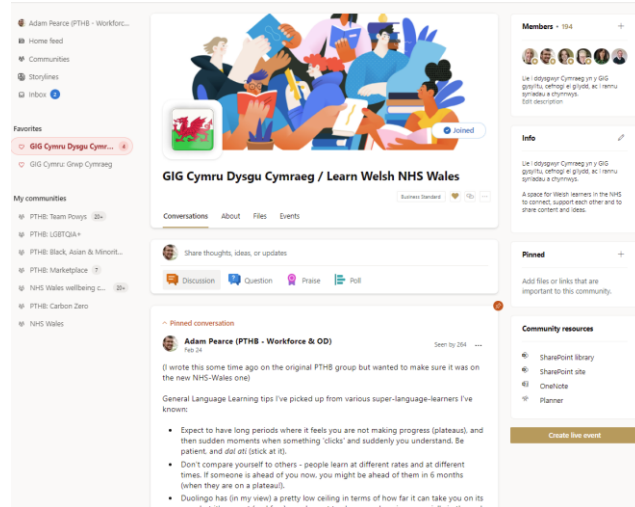 Adam Pearce (PTHB - Workforc...
Home feed
Communities
Storylines
Inbox
Favorites
GIG Cymru Dysgu Cymr...
GIG Cymru: Grwp Cymraeg
My communities
PTHB: Team Powys 20+
PTHB: LGBTQIA+
PTHB: Black, Asian & Minorit...
PTHB: Marketplace 7
NHS Wales wellbeing c... 20+
PTHB: Carbon Zero
NHS Wales
Joined
GIG Cymru Dysgu Cymraeg / Learn Welsh NHS Wales
Business Standard
Conversations About Files Events
Share thoughts, ideas, or updates
Discussion Question Praise Poll
Pinned conversation
Adam Pearce (PTHB - Workforce & OD)
Feb 24
Seen by 264
(I wrote this some time ago on the original PTHB group but wanted to make sure it was on
the new NHS-Wales one)
General Language Learning tips I've picked up from various super-language-learners I've
known:
• Expect to have long periods where it feels you are not making progress (plateaus), and
then sudden moments when something 'clicks' and suddenly you understand. Be
patient, and dal ati (stick at it).
• Don't compare yourself to others - people learn at different rates and at different
times. If someone is ahead of you now, you might be ahead of them in 6 months
(when they are on a plateau!).
• Duolingo has (in my view) a pretty low ceiling in terms of how far it can take you on its
Members • 194
Lle i ddysgwyr Cymraeg yn y GIG
gysylltu, cefnogi ei gilydd, ac i rannu
syniadau a chynnwys.
Edit description
Info
Lle i ddysgwyr Cymraeg yn y GIG
gysylltu, cefnogi ei gilydd, ac i rannu
syniadau a chynnwys.
A space for Welsh learners in the NHS
to connect, support each other and to
share content and ideas.
Pinned
Add files or links that are
important to this community.
Community resources
SharePoint library
SharePoint site
OneNote
Planner
Create live event